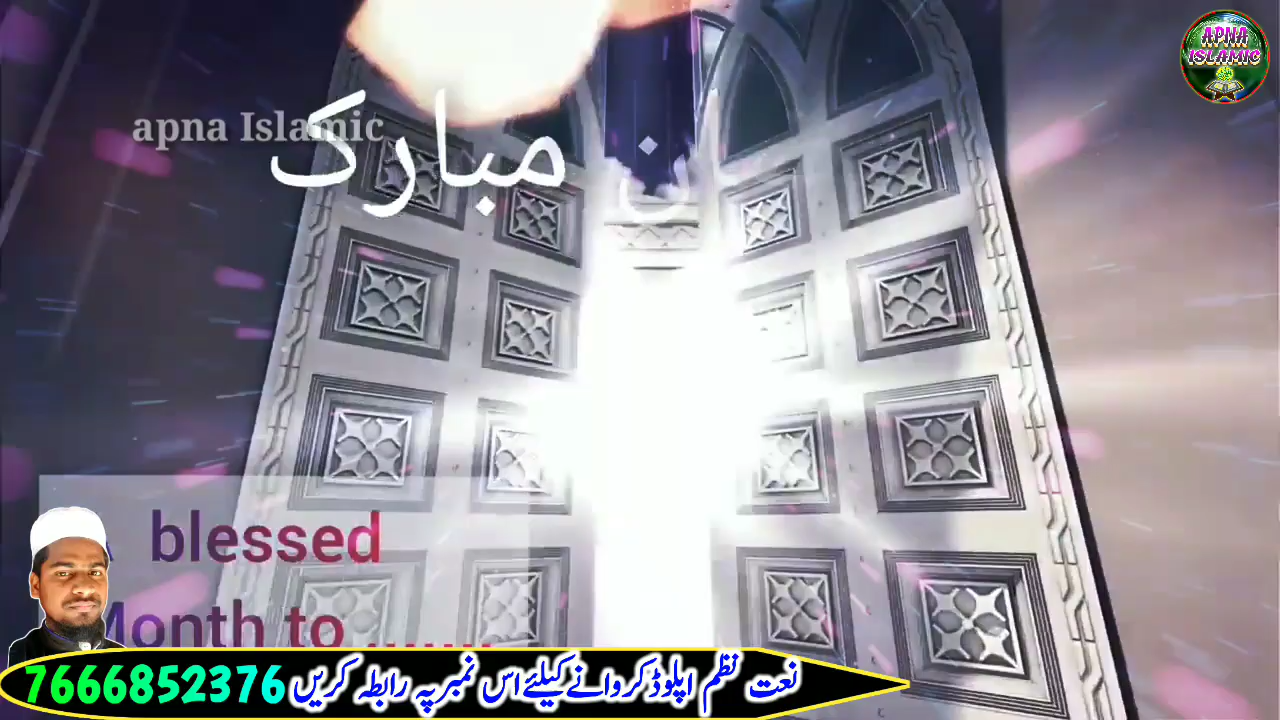 APNA
ISLAMIC
apna Islamic
مبارک
blessed
Month to .......
7666852376 نعت نظم اپلوڈ کروانے کیلئے اس نمبر پہ رابطہ کریں